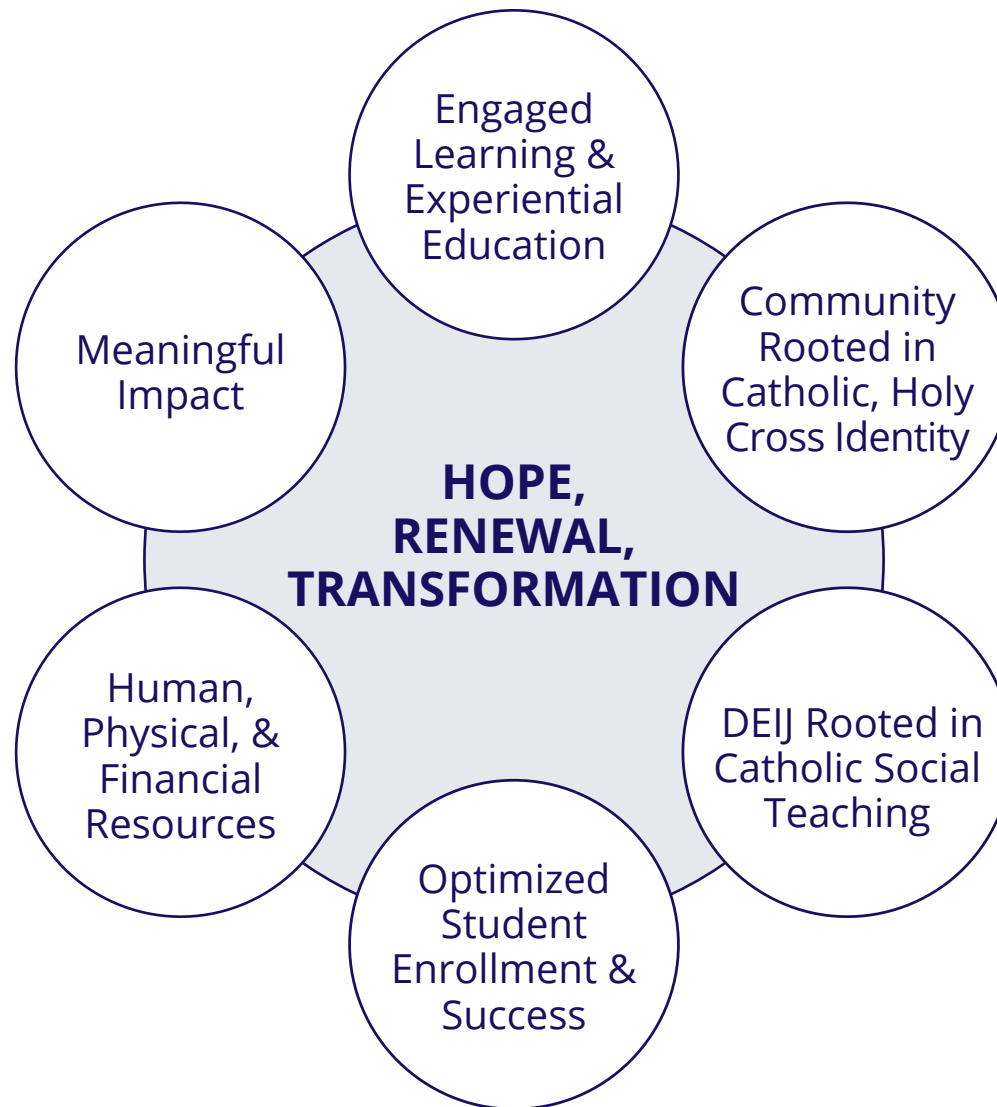 Engaged
Learning &
Experiential
Education
Community
Rooted in
Catholic, Holy
Cross Identity
DEIJ Rooted in
Catholic Social
Teaching
Optimized
Student
Enrollment &
Success
Human,
Physical, &
Financial
Resources
Meaningful
Impact
HOPE,
RENEWAL,
TRANSFORMATION